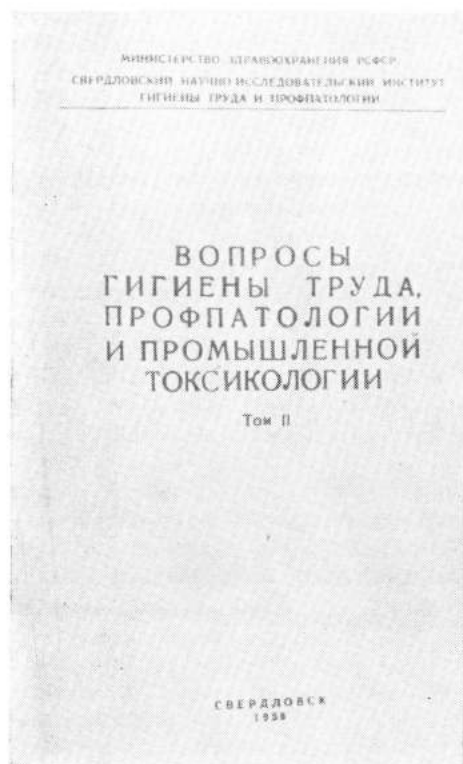 МИНИСТЕРСТВО ЗДРАВООХРАНЕНИЯ РСФСР
СВЕРДЛОВСКИЙ НАУЧНО-ИССЛЕДОВАТЕЛЬСКИЙ ИНСТИТУТ
ГИГИЕНЫ ТРУДА И ПРОФПАТОЛОГИИ
ВОПРОСЫ
ГИГИЕНЫ ТРУДА,
ПРОФПАТОЛОГИИ
И ПРОМЫШЛЕННОЙ
ТОКСИКОЛОГИИ
Том II
СВЕРДЛОВСК
1958